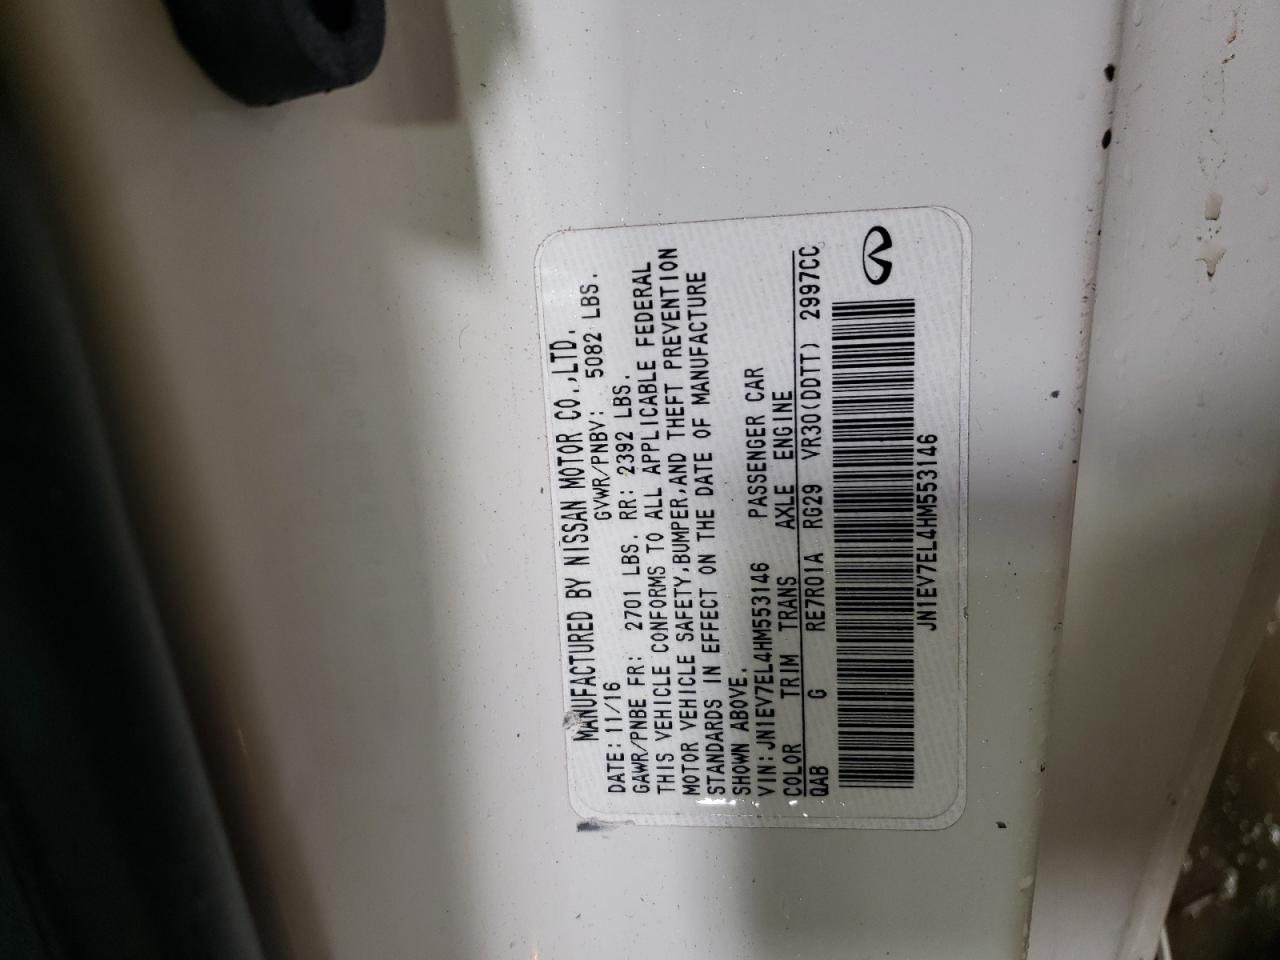 MANUFACTURED BY NISSAN MOTOR CO.,LTD.
DATE: 11/16 GVWR/PNBV: 5082 LBS.
GAWR/PNBE FR: 2701 LBS. RR: 2392 LBS.
THIS VEHICLE CONFORMS TO ALL APPLICABLE FEDERAL
MOTOR VEHICLE SAFETY,BUMPER,AND THEFT PREVENTION
STANDARDS IN EFFECT ON THE DATE OF MANUFACTURE
SHOWN ABOVE.
VIN: JN1EV7EL4HM553146 PASSENGER CAR
COLOR TRIM TRANS AXLE ENGINE
QAB G RE7R01A RG29 VR30(DDTT) 2997CC
JN1EV7EL4HM553146